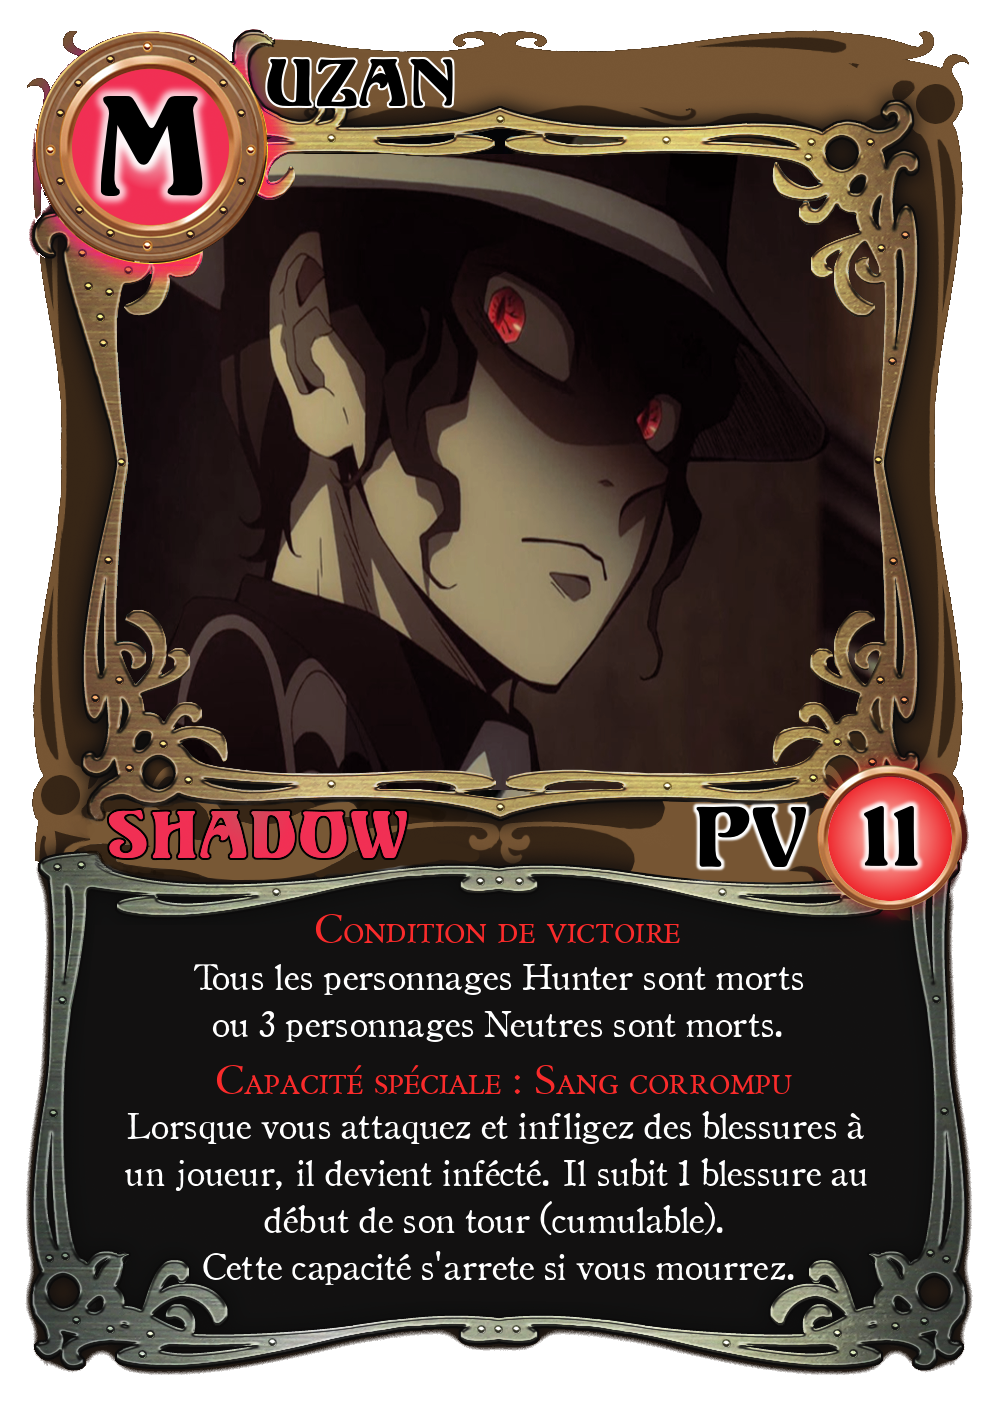 MUZAN
SHADOW
PV 11
Condition de victoire
Tous les personnages Hunter sont morts
ou 3 personnages Neutres sont morts.
Capacité spéciale : Sang corrompu
Lorsque vous attaquez et infligez des blessures à
un joueur, il devient infécté. Il subit 1 blessure au
début de son tour (cumulable).
Cette capacité s'arrete si vous mourrez.